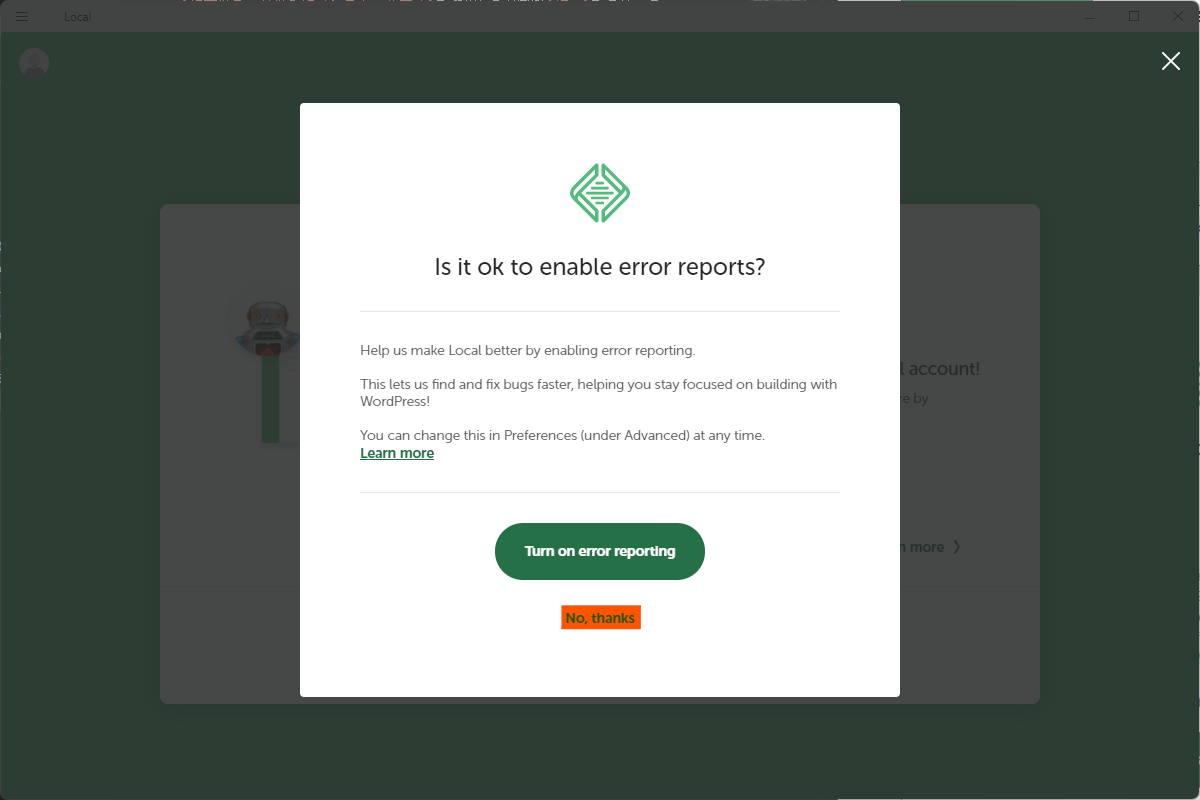 Local
Is it ok to enable error reports?
Help us make Local better by enabling error reporting.
This lets us find and fix bugs faster, helping you stay focused on building with
WordPress!
You can change this in Preferences (under Advanced) at any time.
Learn more
account!
by
more
Turn on error reporting
No, thanks